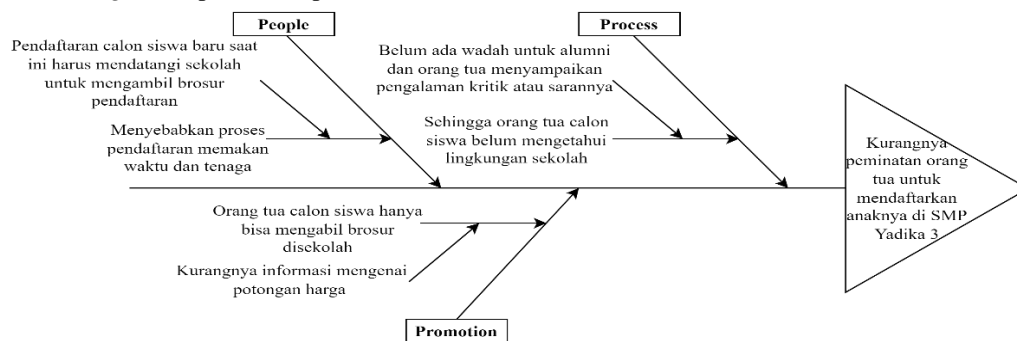 People
Pendaftaran calon siswa baru saat
ini harus mendatangi sekolah
untuk mengambil brosur
pendaftaran
Menyebabkan proses
pendaftaran memakan
waktu dan tenaga
Process
Belum ada wadah untuk alumni
dan orang tua menyampaikan
pengalaman kritik atau sarannya
Sehingga orang tua calon
siswa belum mengetahui
lingkungan sekolah
Orang tua calon siswa hanya
bisa mengabil brosur
disekolah
Kurangnya informasi mengenai
potongan harga
Promotion
Kurangnya
peminatan orang
tua untuk
mendaftarkan
anaknya di SMP
Yadika 3